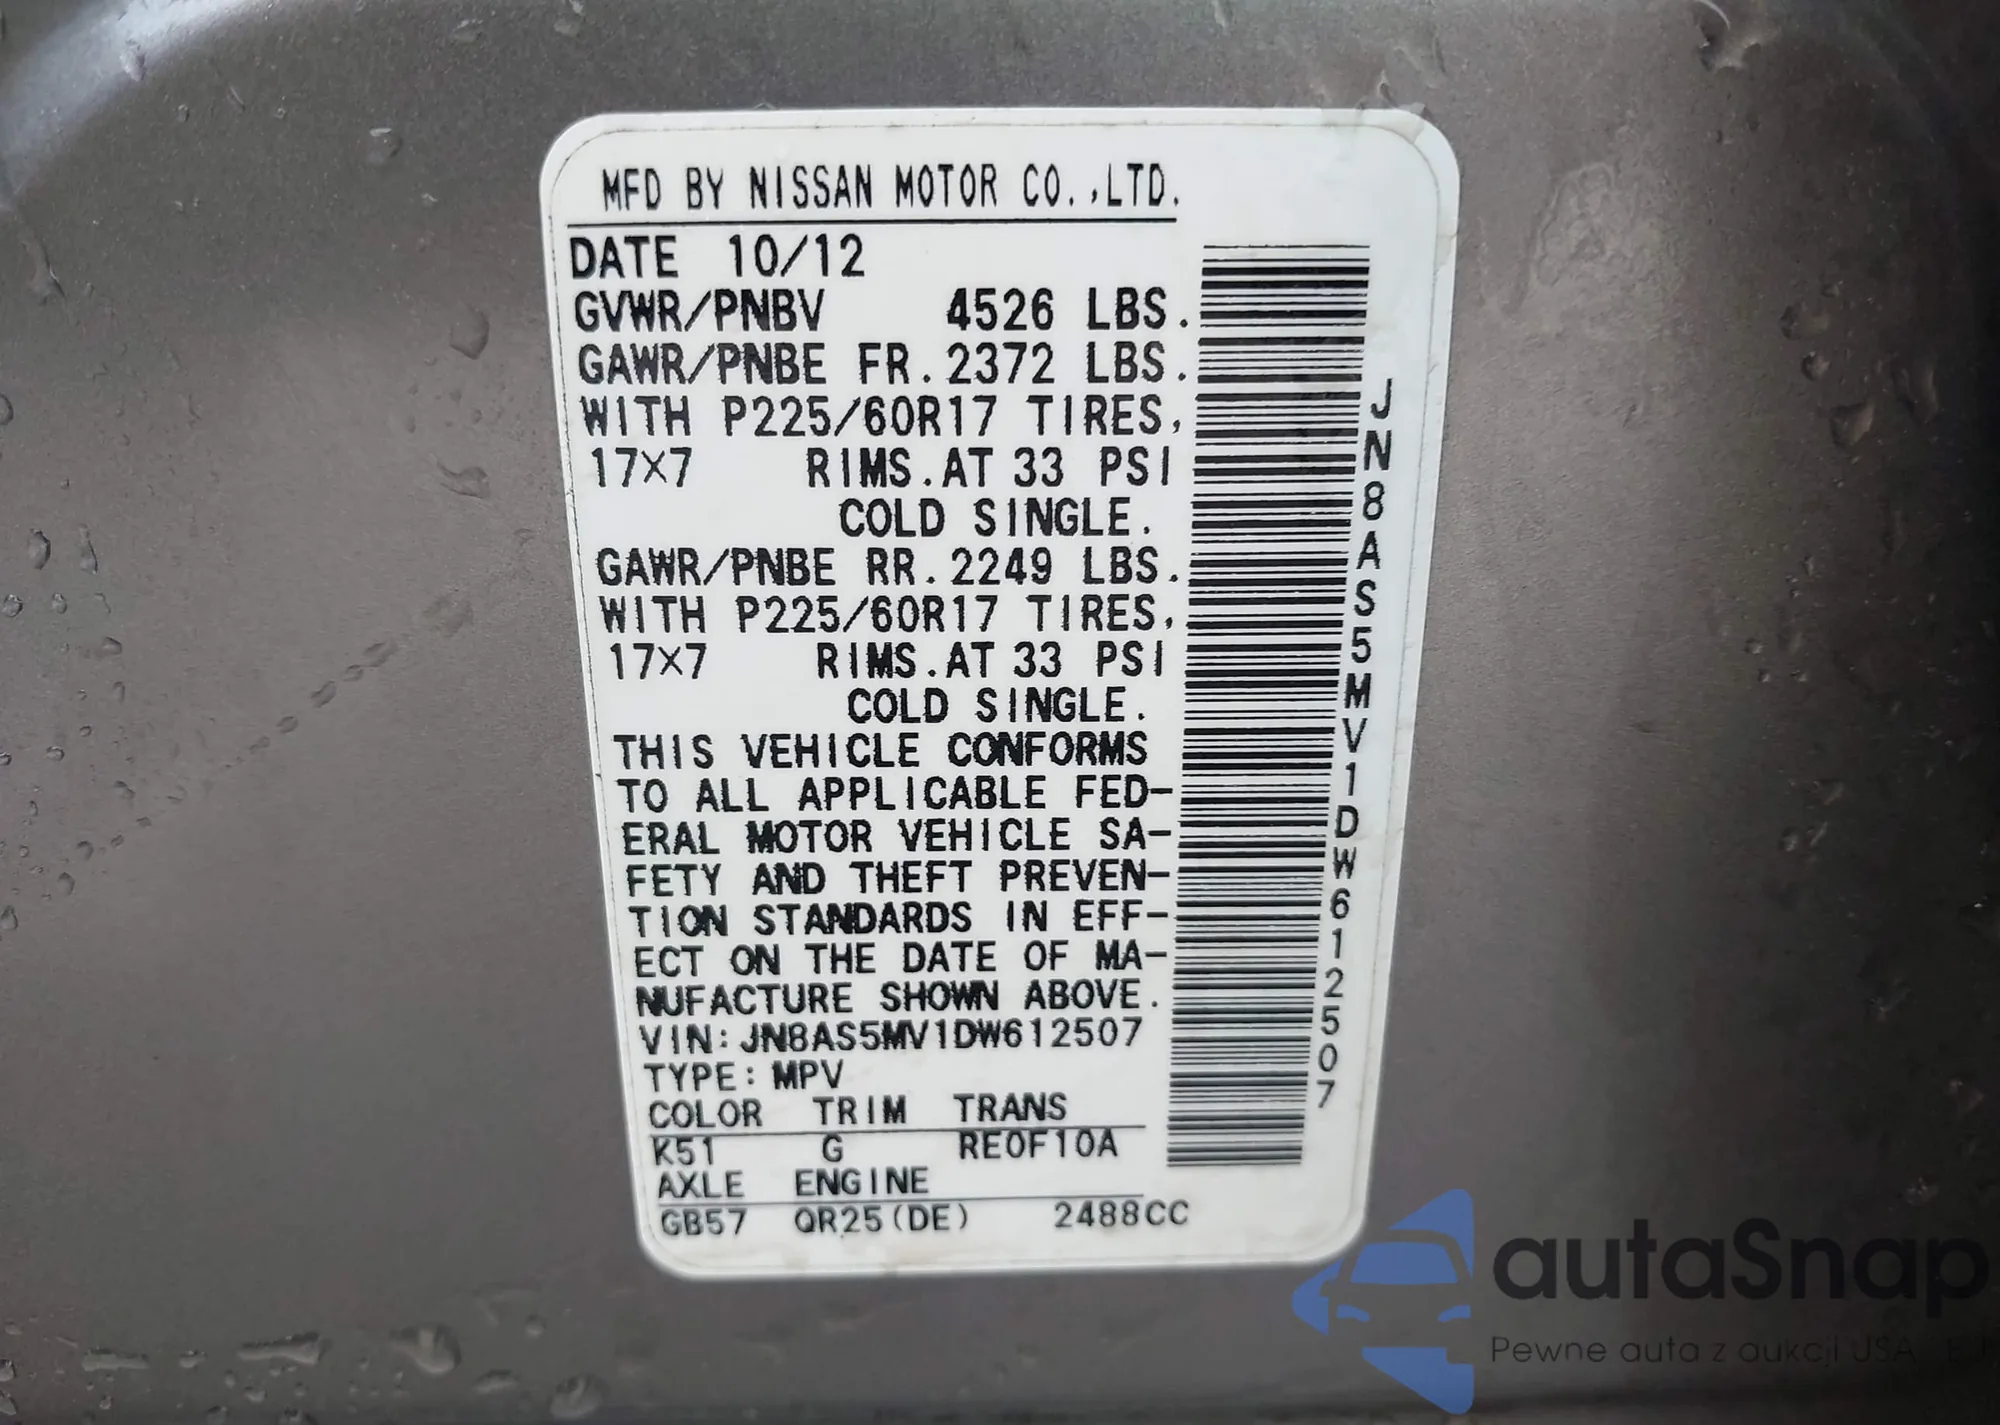 MFD BY NISSAN MOTOR CO.,LTD.
DATE 10/12
GVWR/PNBV 4526 LBS.
GAWR/PNBE FR.2372 LBS.
WITH P225/60R17 TIRES,
17×7 RIMS.AT 33 PSI
COLD SINGLE.
GAWR/PNBE RR.2249 LBS.
WITH P225/60R17 TIRES,
17×7 RIMS.AT 33 PSI
COLD SINGLE.
THIS VEHICLE CONFORMS
TO ALL APPLICABLE FED-
ERAL MOTOR VEHICLE SA-
FETY AND THEFT PREVEN-
TION STANDARDS IN EFF-
ECT ON THE DATE OF MA-
NUFACTURE SHOWN ABOVE.
VIN:JN8AS5MV1DW612507
TYPE:MPV
COLOR TRIM TRANS
K51 G RE0F10A
AXLE ENGINE
GB57 QR25(DE) 2488CC
JN8AS5MV1DW612507
autaSnap
Pewne auta z aukcji USA